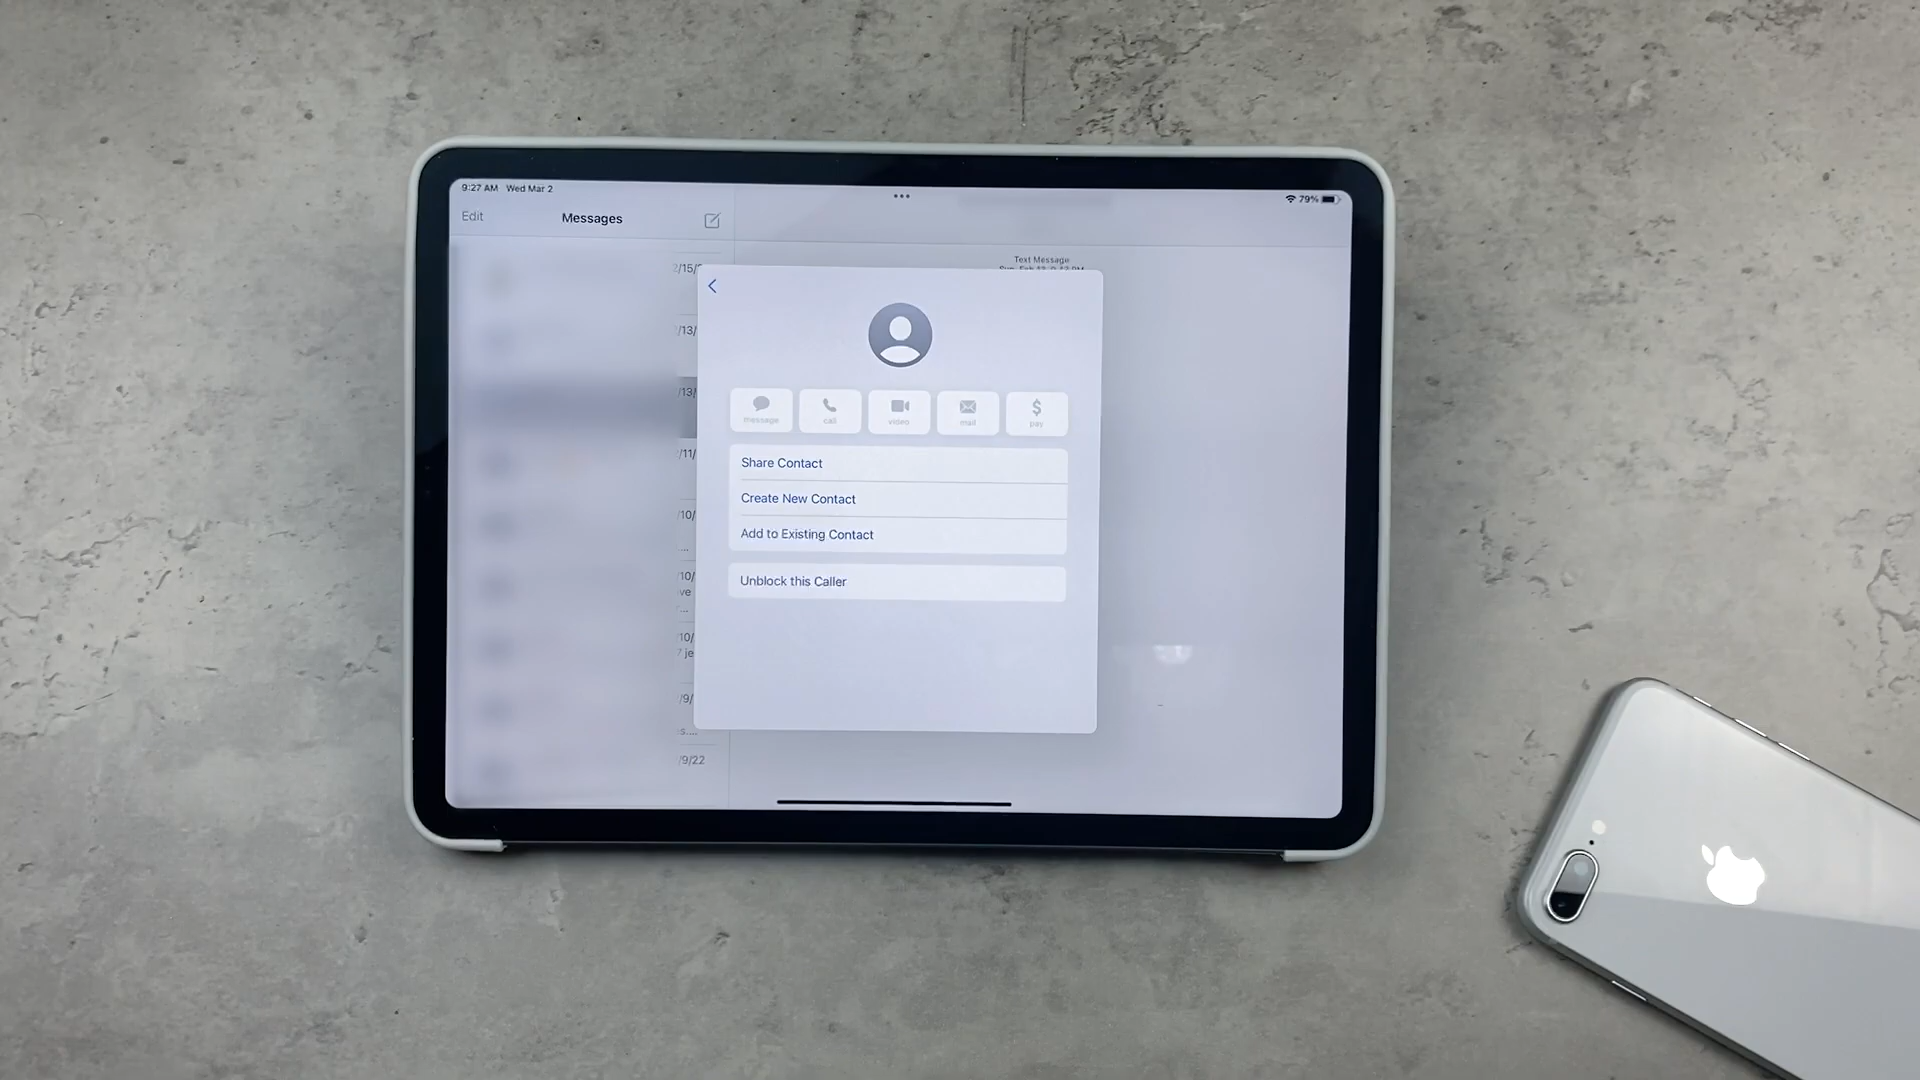 9:27 AM Wed Mar 2
79%
Edit
Messages
Text Message
2/15/
/13/
/13/
/11/
/10/
...
/10/
ve
...
/10/
7 je
/9/
s....
/9/22
message
call
video
mail
$
pay
Share Contact
Create New Contact
Add to Existing Contact
Unblock this Caller